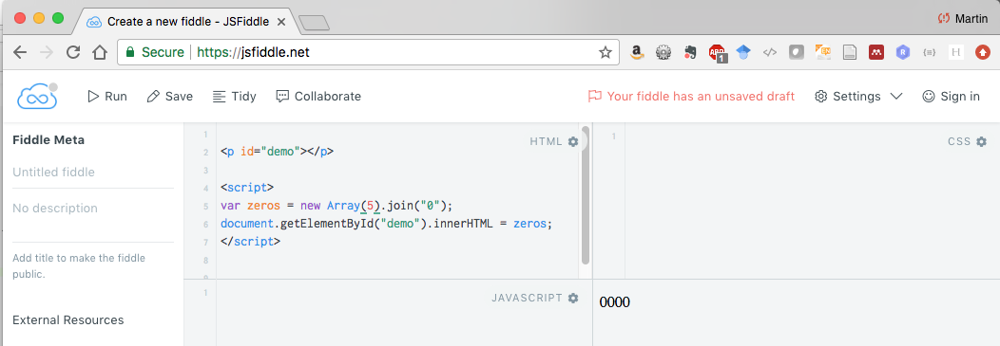 Create a new fiddle - JSFiddle
Martin
Secure https://jsfiddle.net
ABP 1
R
H
Run Save Tidy Collaborate Your fiddle has an unsaved draft Settings Sign in
Fiddle Meta
Untitled fiddle
No description
Add title to make the fiddle
public.
External Resources
HTML
1
2 <p id="demo"></p>
3
4 <script>
5 var zeros = new Array(5).join("0");
6 document.getElementById("demo").innerHTML = zeros;
7 </script>
8
9
CSS
1
JAVASCRIPT
1
0000